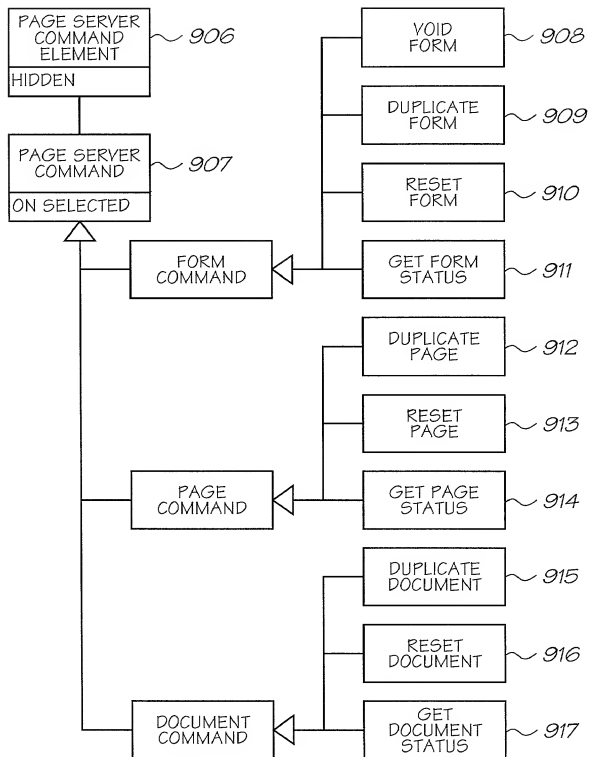 PAGE SERVER
COMMAND
ELEMENT
906
HIDDEN
PAGE SERVER
COMMAND
907
ON SELECTED
VOID
FORM
908
DUPLICATE
FORM
909
RESET
FORM
910
FORM
COMMAND
GET FORM
STATUS
911
DUPLICATE
PAGE
912
RESET
PAGE
913
PAGE
COMMAND
GET PAGE
STATUS
914
DUPLICATE
DOCUMENT
915
RESET
DOCUMENT
916
DOCUMENT
COMMAND
GET
DOCUMENT
STATUS
917